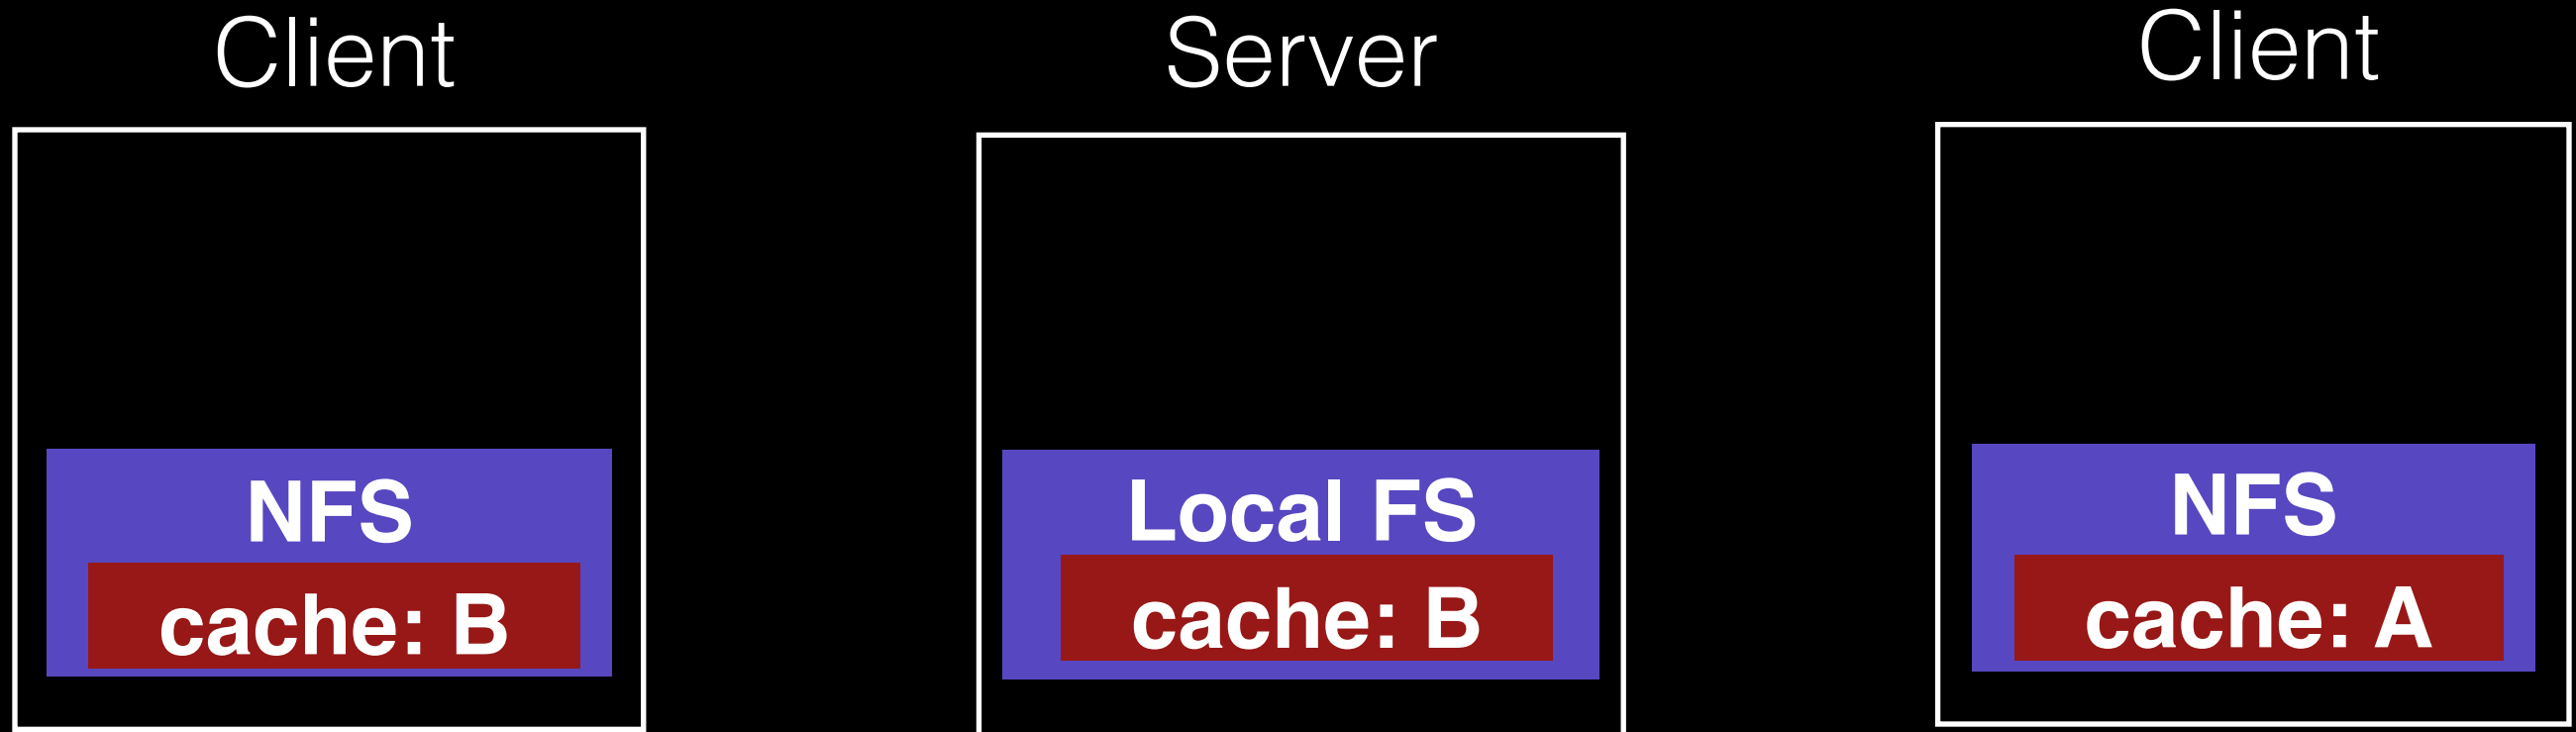 Client
Server
Client
NFS
cache: B
Local FS
cache: B
NFS
cache: A